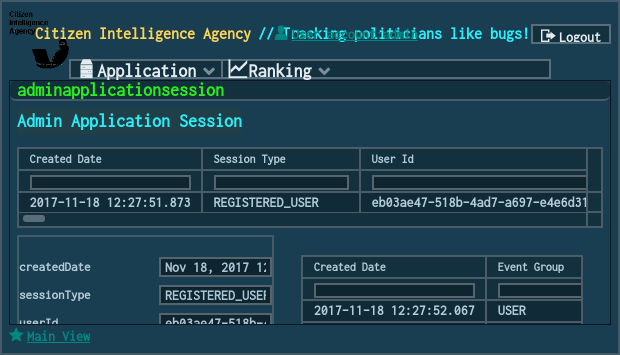 Citizen
Intelligence
Agency
Citizen Intelligence Agency // Tracking politicians like bugs!
Logout
Application
Ranking
adminapplicationsession
Admin Application Session
Created Date Session Type User Id
2017-11-18 12:27:51.873 REGISTERED_USER eb03ae47-518b-4ad7-a697-e4e6d31
createdDate Nov 18, 2017 12
sessionType REGISTERED_USER
userId eb03ae47-518b-
Created Date Event Group
2017-11-18 12:27:52.067 USER
Main View